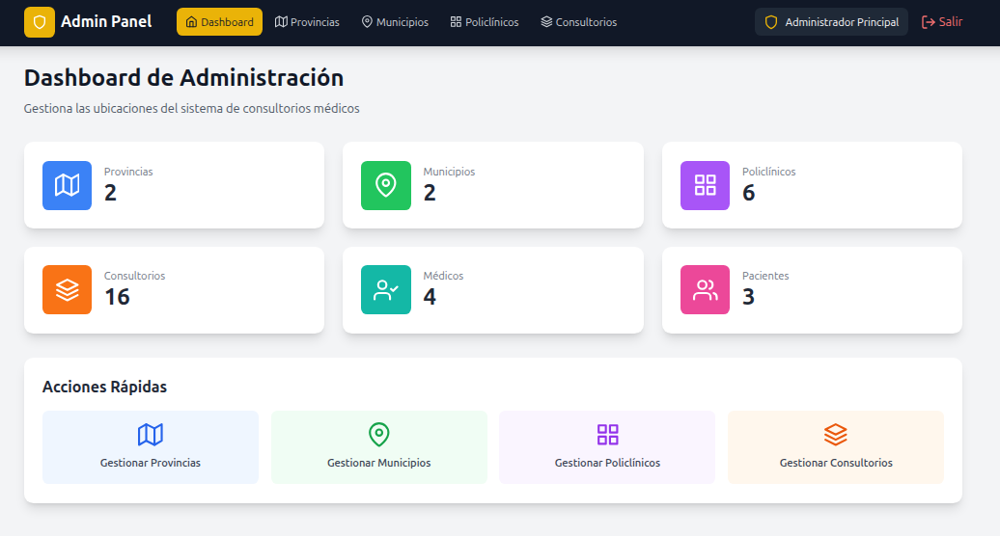 Admin Panel Dashboard Provincias Municipios Policlínicos Consultorios Administrador Principal Salir
Dashboard de Administración
Gestiona las ubicaciones del sistema de consultorios médicos
Provincias
2
Municipios
2
Policlínicos
6
Consultorios
16
Médicos
4
Pacientes
3
Acciones Rápidas
Gestionar Provincias
Gestionar Municipios
Gestionar Policlínicos
Gestionar Consultorios